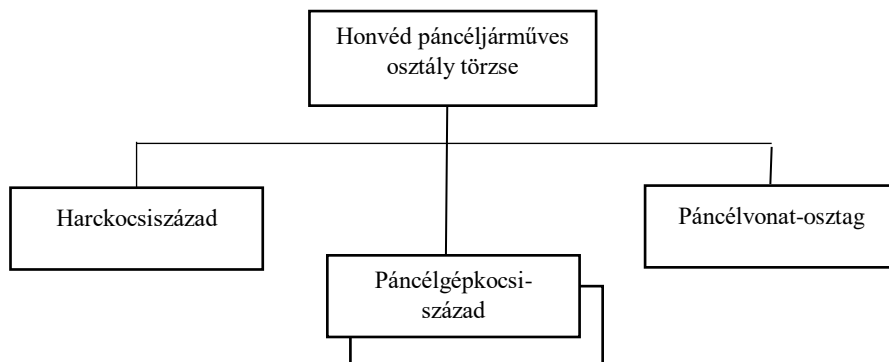 Honvéd páncéljárműves
osztály törzse
Harckocsiszázad
Páncélvonat-osztag
Páncélgépkocsi-
század